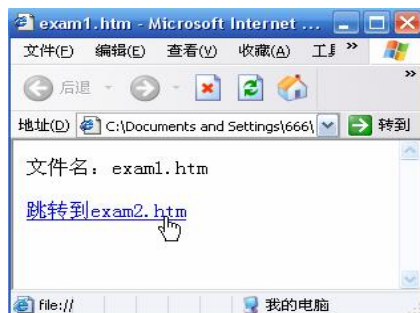 exam1.htm - Microsoft Internet ...
文件(F) 编辑(E) 查看(V) 收藏(A) 工具 »
后退 »
地址(D) C:\Documents and Settings\666\ 转到
文件名：exam1.htm
跳转到exam2.htm
file:// 我的电脑